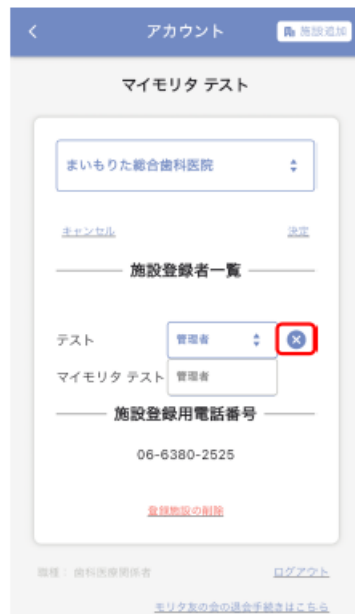 アカウント
施設追加
マイモリタ テスト
まいもりた総合歯科医院
キャンセル
決定
施設登録者一覧
テスト
管理者
マイモリタ テスト
管理者
施設登録用電話番号
06-6380-2525
登録施設の削除
職種： 歯科医療関係者
ログアウト
モリタ友の会の退会手続きはこちら